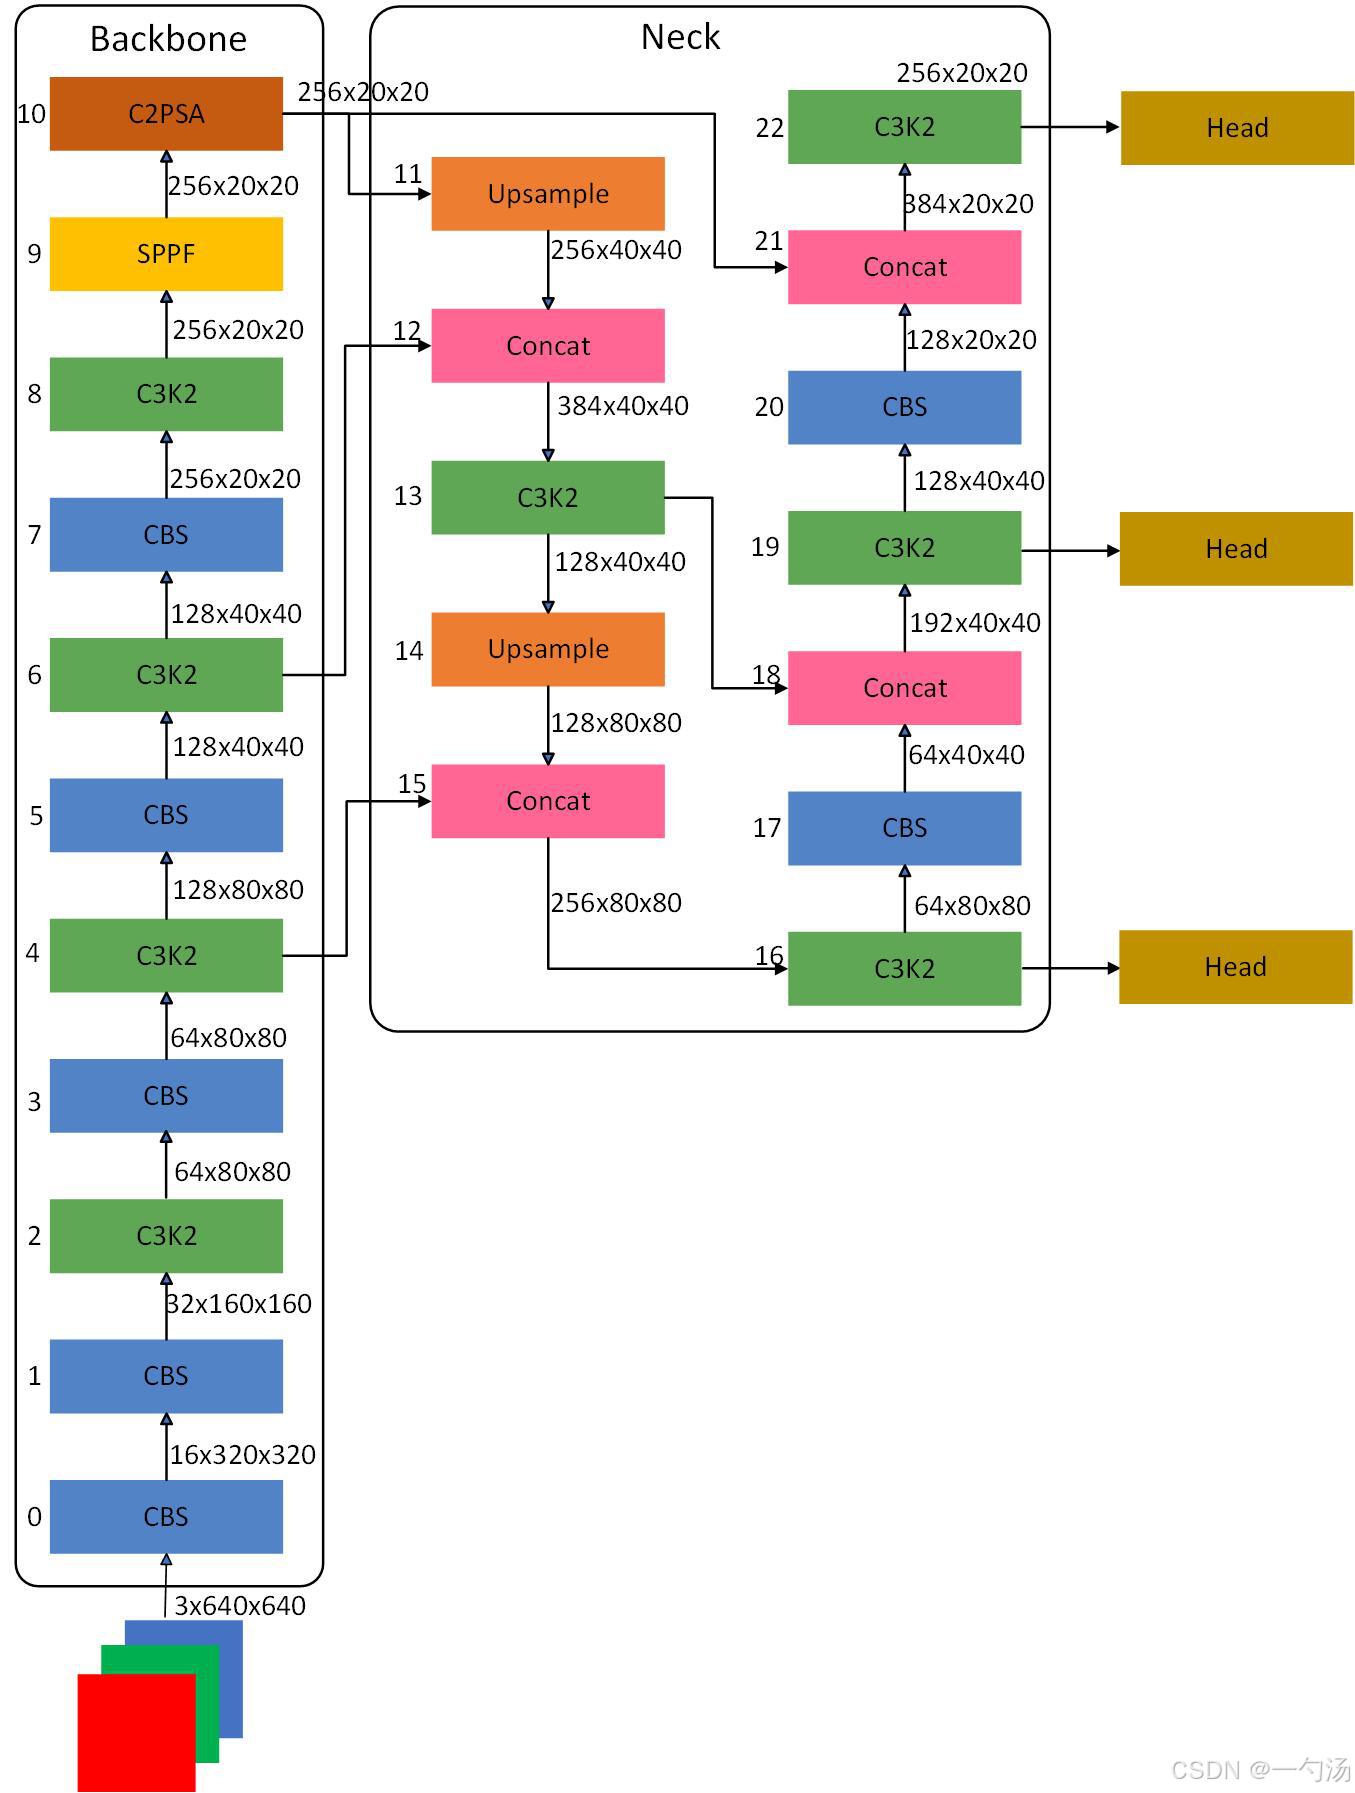 Backbone
10
C2PSA
256x20x20
256x20x20
9
SPPF
256x20x20
8
C3K2
256x20x20
7
CBS
128x40x40
6
C3K2
128x40x40
5
CBS
128x80x80
4
C3K2
64x80x80
3
CBS
64x80x80
2
C3K2
32x160x160
1
CBS
16x320x320
0
CBS
3x640x640
Neck
11
Upsample
256x40x40
12
Concat
384x40x40
13
C3K2
128x40x40
14
Upsample
128x80x80
15
Concat
256x80x80
256x20x20
22
C3K2
384x20x20
21
Concat
128x20x20
20
CBS
128x40x40
19
C3K2
192x40x40
18
Concat
64x40x40
17
CBS
64x80x80
16
C3K2
Head
Head
Head
CSDN @一勺汤